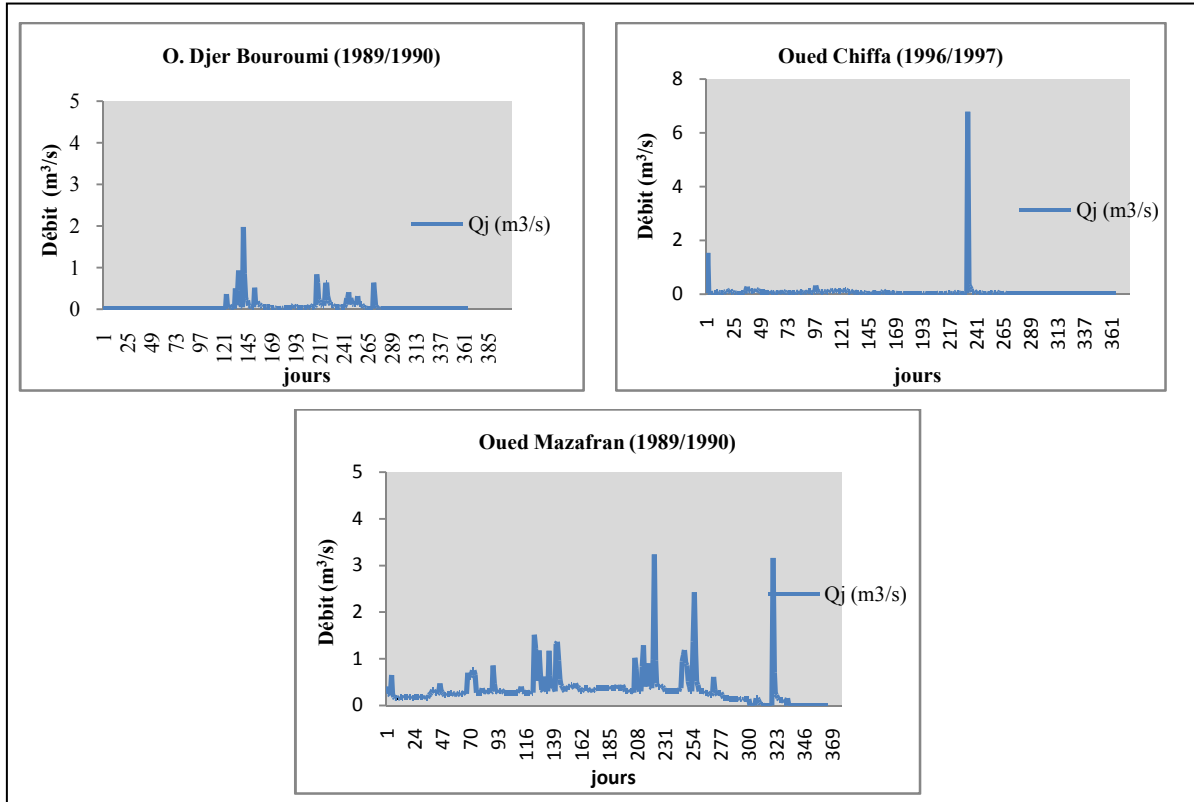 O. Djer Bouroumi (1989/1990)
Débit (m³/s)
5
4
3
2
1
0
Qj (m3/s)
1 25 49 73 97 121 145 169 193 217 241 265 289 313 337 361 385
jours
Oued Chiffa (1996/1997)
Débit (m³/s)
8
6
4
2
0
Qj (m3/s)
1 25 49 73 97 121 145 169 193 217 241 265 289 313 337 361
jours
Oued Mazafran (1989/1990)
Débit (m³/s)
5
4
3
2
1
0
Qj (m3/s)
1 24 47 70 93 116 139 162 185 208 231 254 277 300 323 346 369
jours